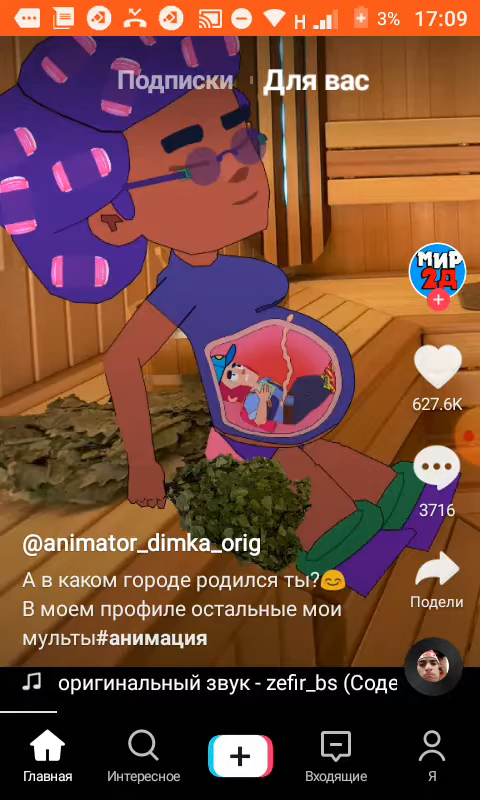 H 3% 17:09
Подписки Для вас
МИР
2Д
627.6K
3716
@animator_dimka_orig
А в каком городе родился ты?😊
В моем профиле остальные мои
мульты#анимация
Подели
оригинальный звук - zefir_bs (Соде
Главная Интересное Входящие Я